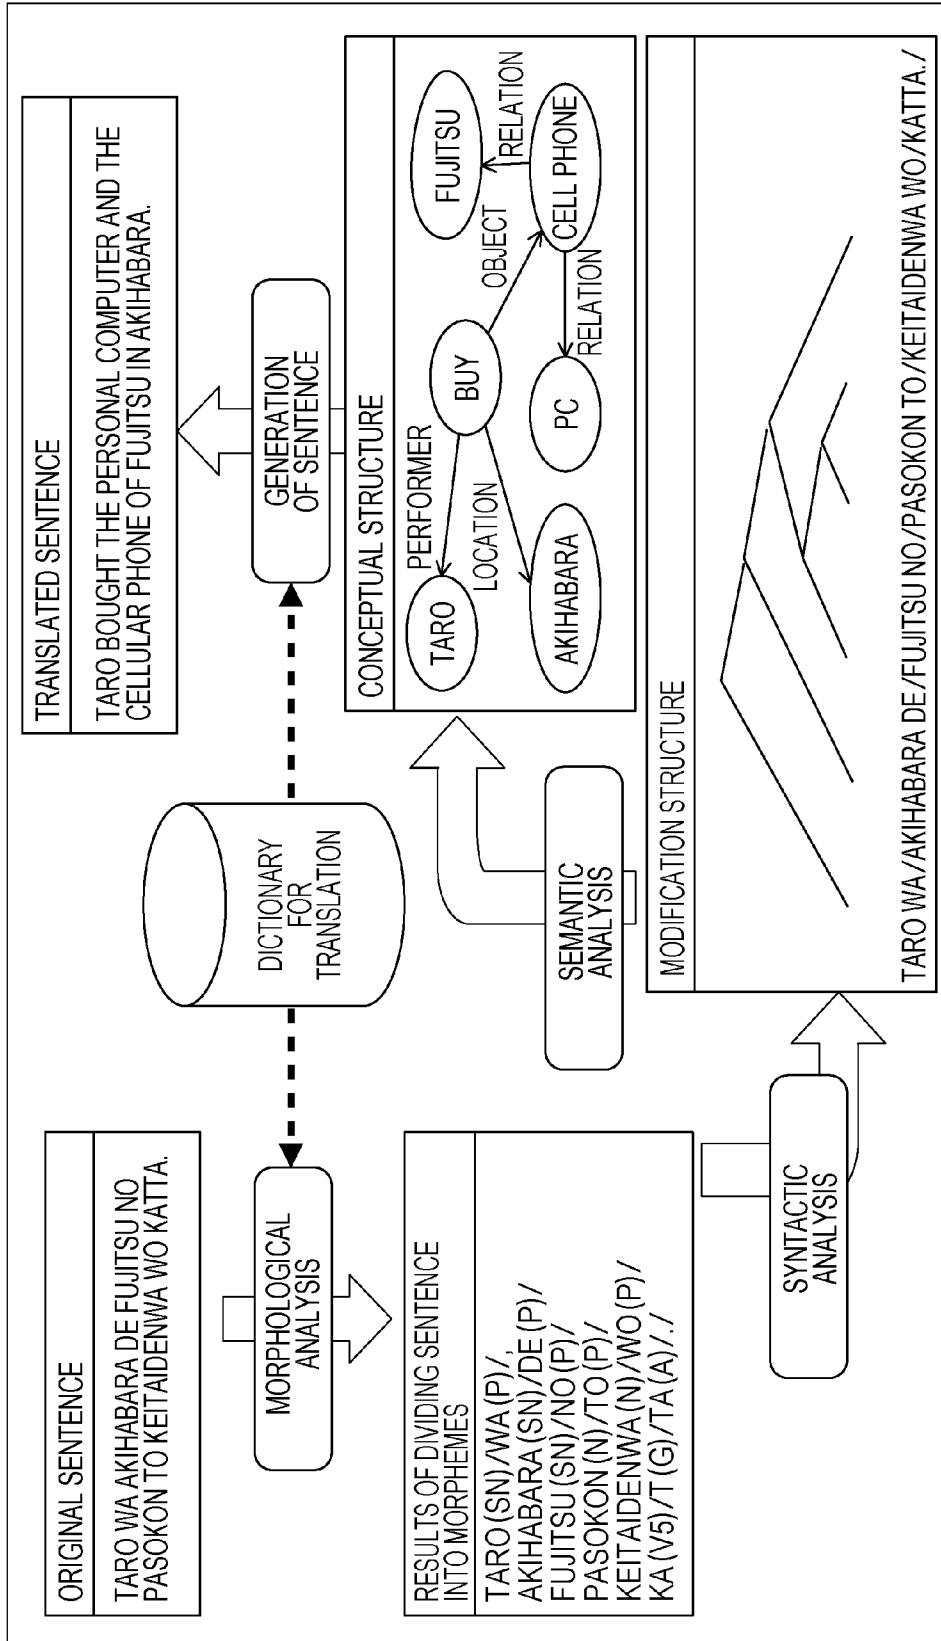 ORIGINAL SENTENCE
TARO WA AKIHABARA DE FUJITSU NO
PASOKON TO KEITAIDENWA WO KATTA.
MORPHOLOGICAL
ANALYSIS
RESULTS OF DIVIDING SENTENCE
INTO MORPHEMES
TARO (SN)/WA (P)/,
AKIHABARA (SN)/DE (P)/
FUJITSU (SN)/NO (P)/
PASOKON (N)/TO (P)/
KEITAIDENWA (N)/WO (P)/
KA (V5)/T (G)/TA (A)/./
SYNTACTIC
ANALYSIS
DICTIONARY
FOR
TRANSLATION
SEMANTIC
ANALYSIS
TRANSLATED SENTENCE
TARO BOUGHT THE PERSONAL COMPUTER AND THE
CELLULAR PHONE OF FUJITSU IN AKIHABARA.
GENERATION
OF SENTENCE
CONCEPTUAL STRUCTURE
TARO
PERFORMER
BUY
OBJECT
FUJITSU
RELATION
LOCATION
AKIHABARA
PC
RELATION
CELL PHONE
MODIFICATION STRUCTURE
TARO WA/AKIHABARA DE/FUJITSU NO/PASOKON TO/KEITAIDENWA WO/KATTA./